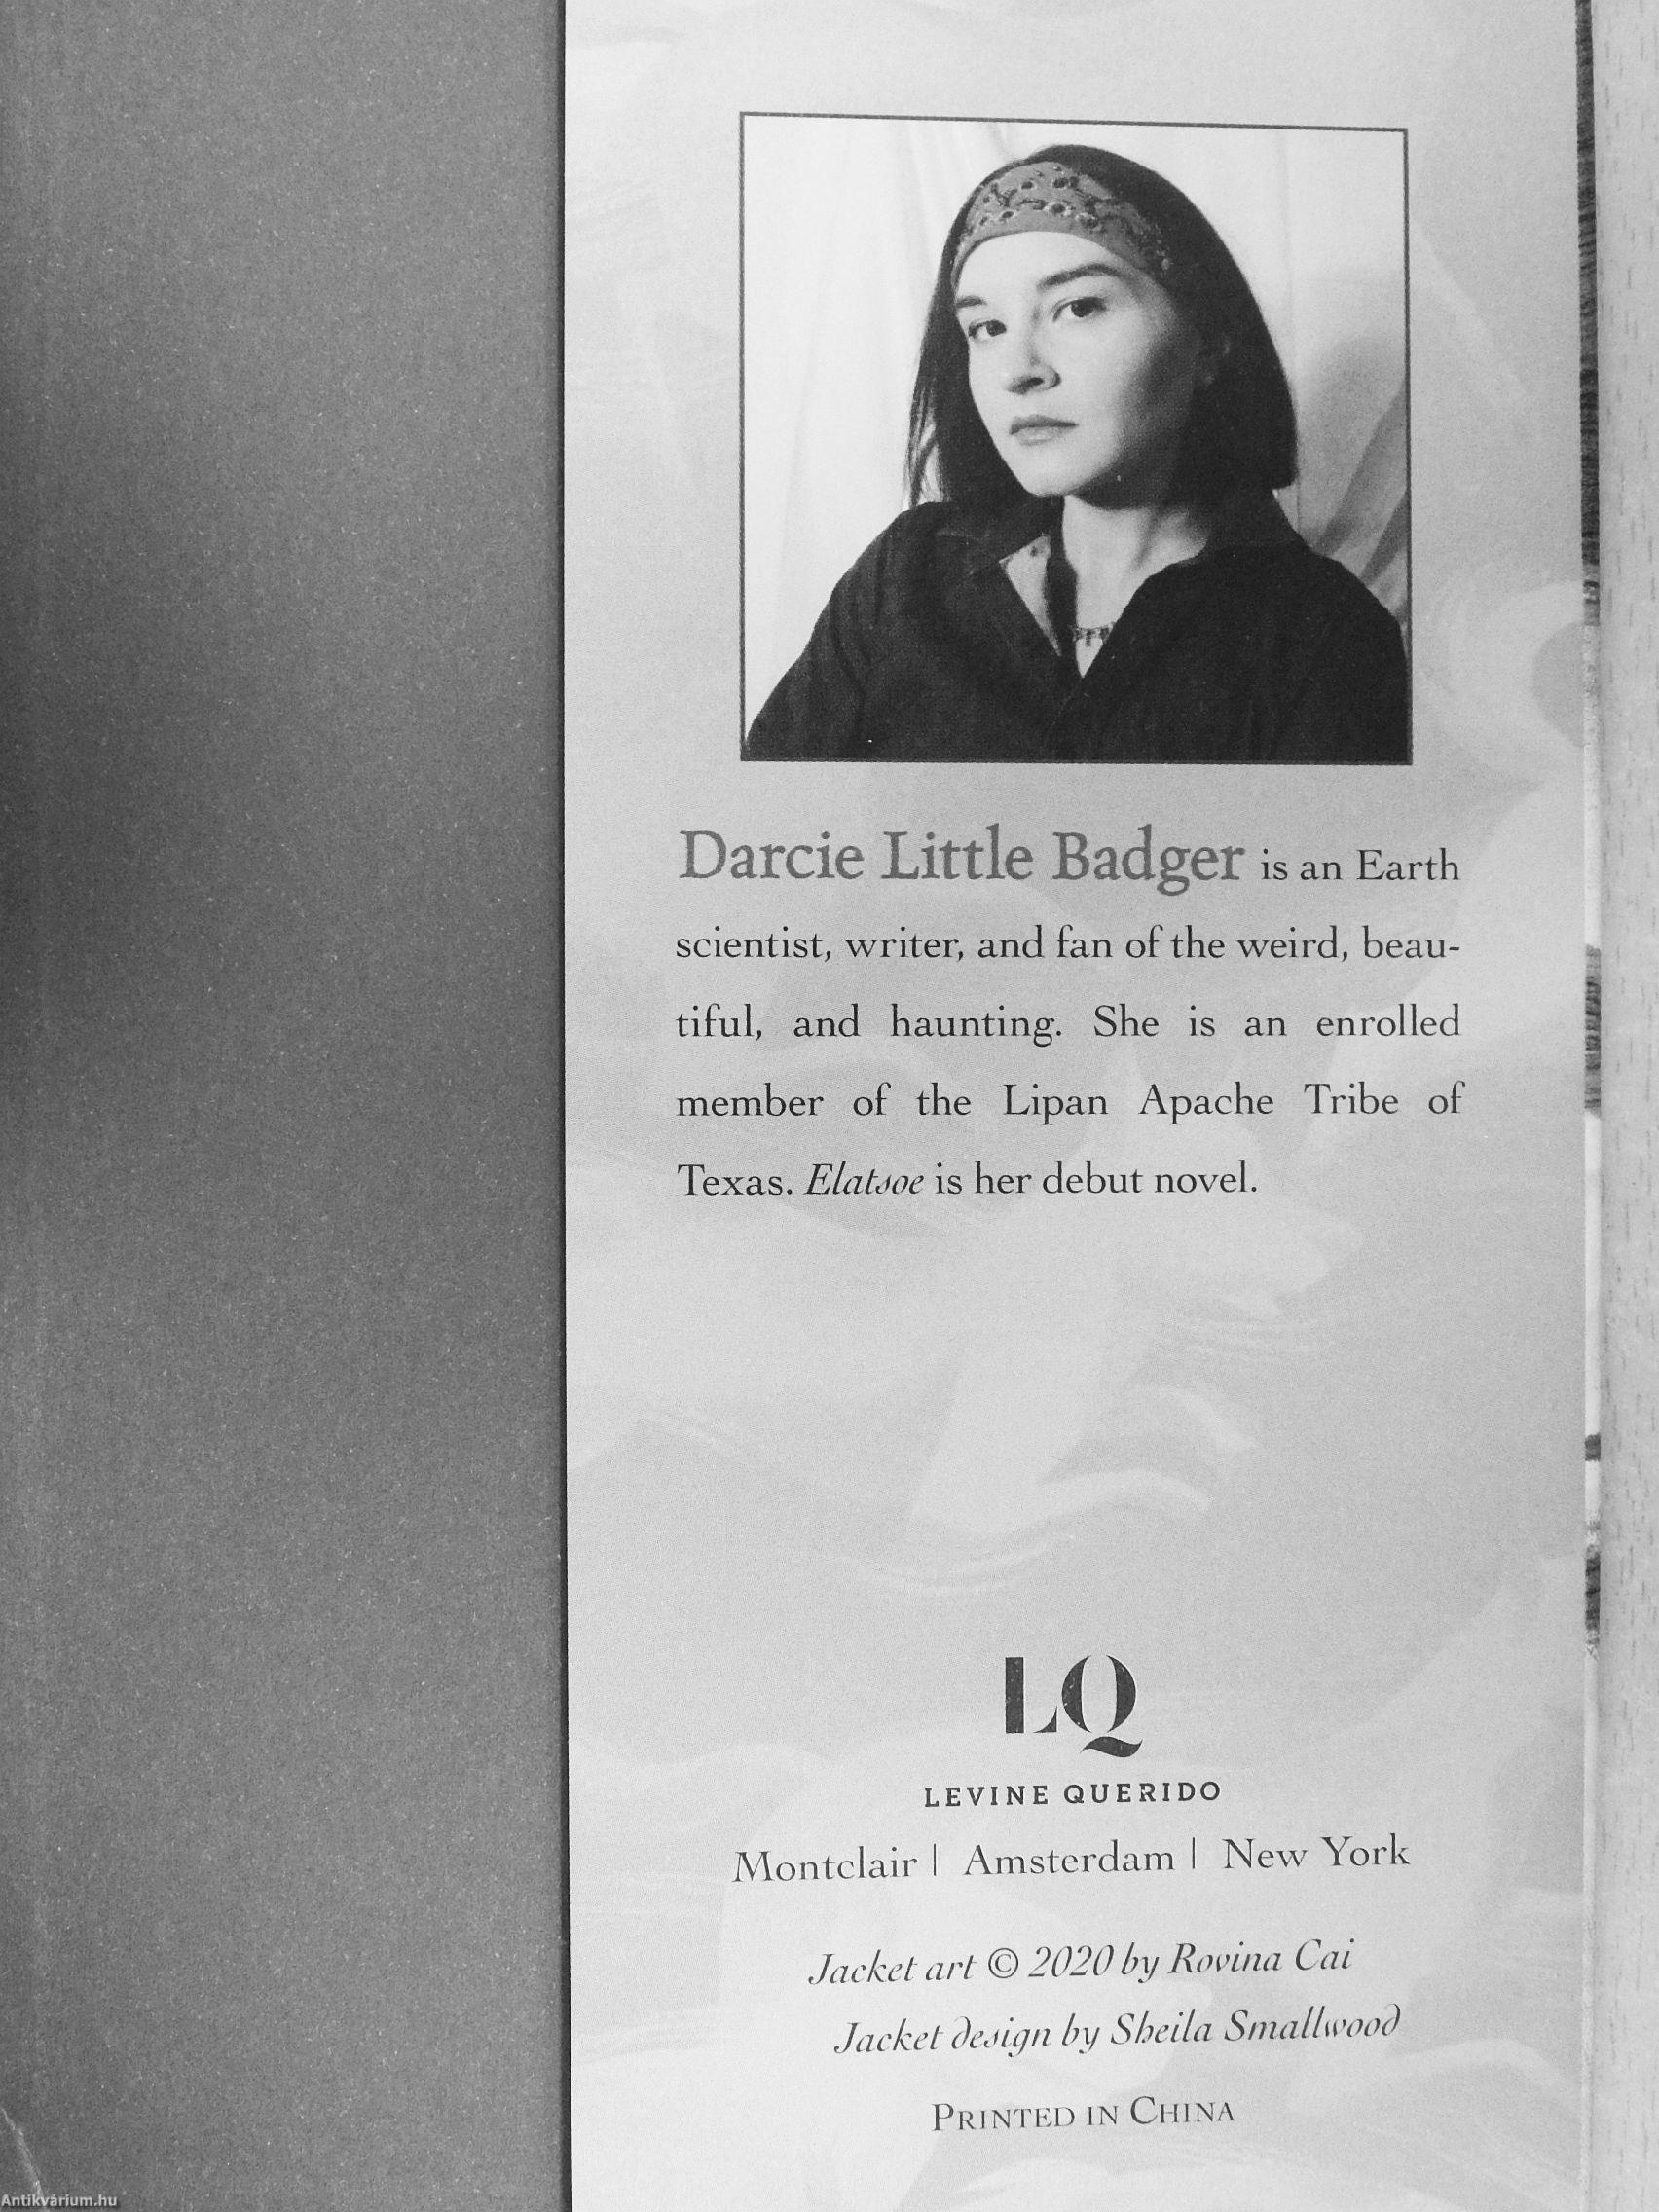 Darcie Little Badger is an Earth
scientist, writer, and fan of the weird, beau-
tiful, and haunting. She is an enrolled
member of the Lipan Apache Tribe of
Texas. Elatsoe is her debut novel.
LQ
LEVINE QUERIDO
Montclair | Amsterdam | New York
Jacket art © 2020 by Rovina Cai
Jacket design by Sheila Smallwood
PRINTED IN CHINA
Antikvárium.hu